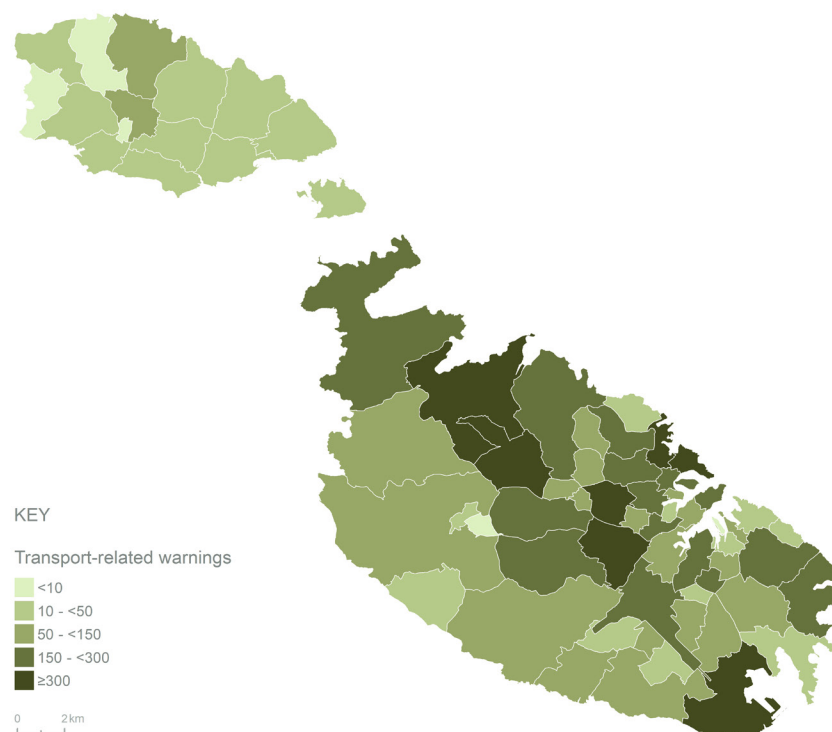 KEY
Transport-related warnings
<10
10 - <50
50 - <150
150 - <300
≥300
0 2km